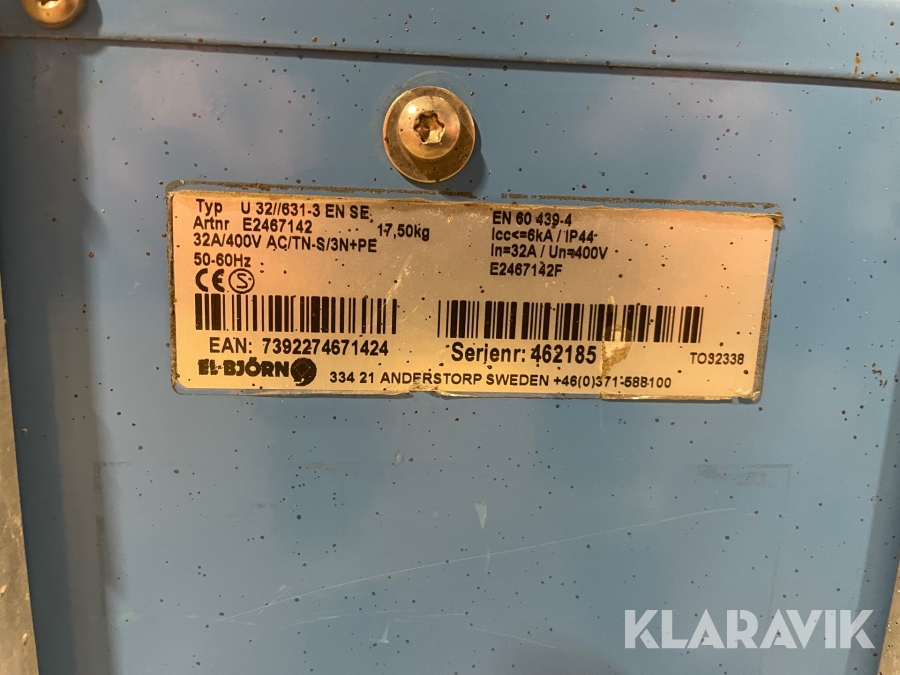 Typ U 32//631-3 EN SE,
Artnr E2467142 17,50kg
32A/400V AC/TN-S/3N+PE
50-60Hz
CE S
EN 60 439-4
Icc<=6kA / IP44
In=32A / Un=400V
E2467142F
EAN: 7392274671424
Serienr: 462185
TOS2338
EL-BJÖRN
334 21 ANDERSTORP SWEDEN +46(0)371-588100
KLARAVIK